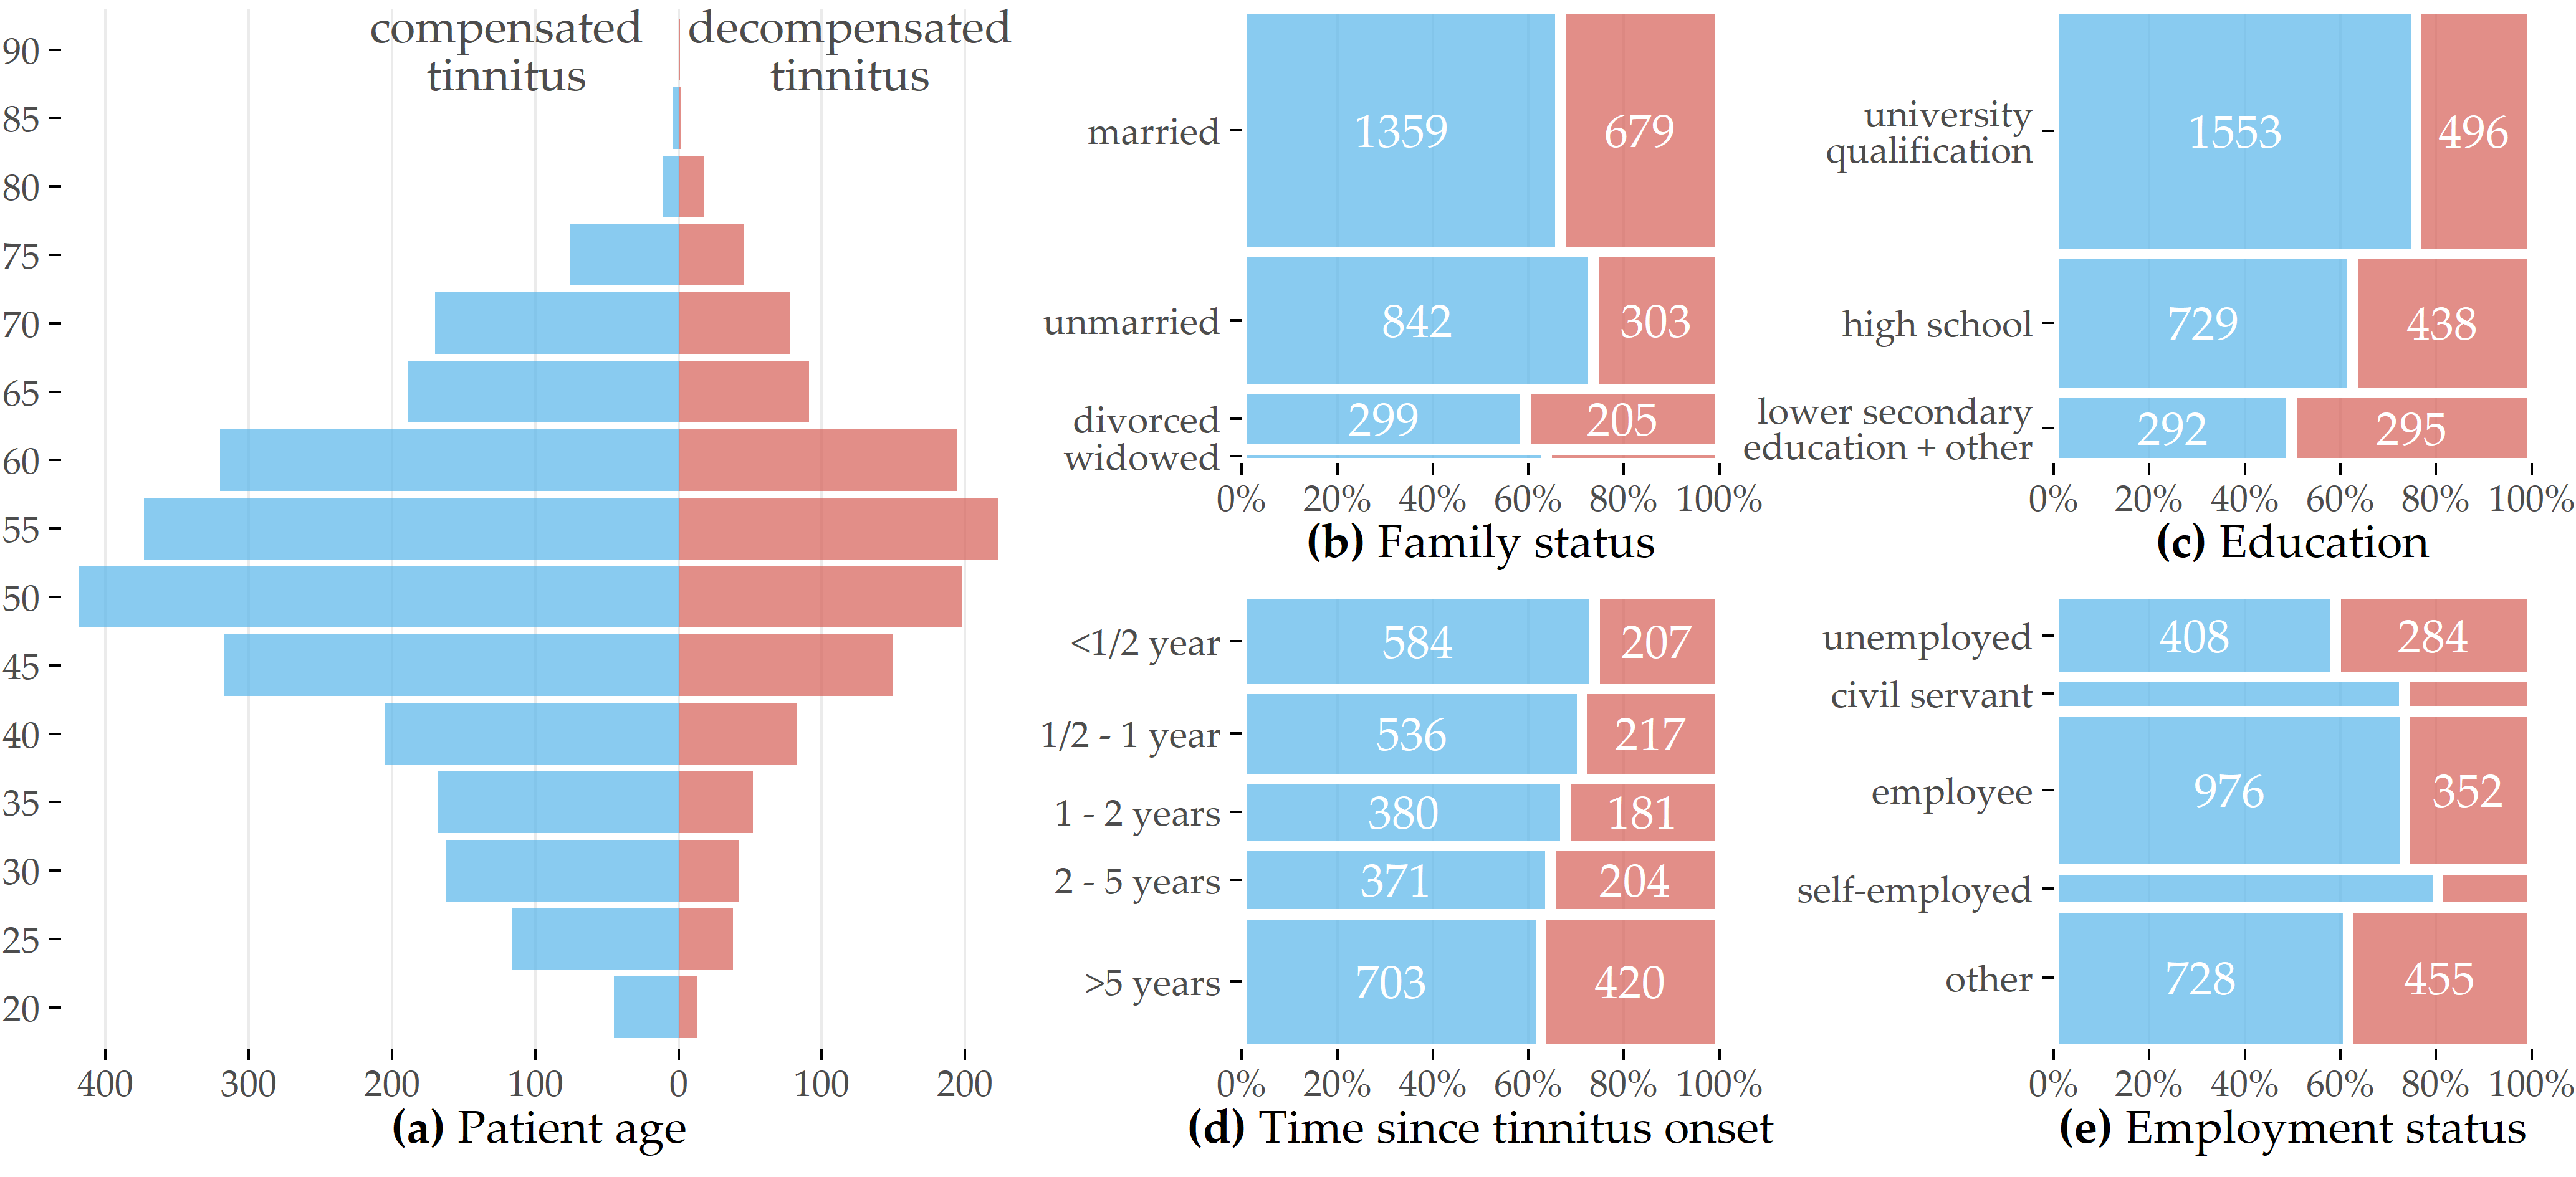 compensated
tinnitus
decompensated
tinnitus
90
85
80
75
70
65
60
55
50
45
40
35
30
25
20
400 300 200 100 0 100 200
(a) Patient age
married 1359 679
unmarried 842 303
divorced 299 205
widowed
0% 20% 40% 60% 80% 100%
(b) Family status
university
qualification
1553 496
high school 729 438
lower secondary
education + other
292 295
0% 20% 40% 60% 80% 100%
(c) Education
<1/2 year 584 207
1/2 - 1 year 536 217
1 - 2 years 380 181
2 - 5 years 371 204
>5 years 703 420
0% 20% 40% 60% 80% 100%
(d) Time since tinnitus onset
unemployed 408 284
civil servant
employee 976 352
self-employed
other 728 455
0% 20% 40% 60% 80% 100%
(e) Employment status